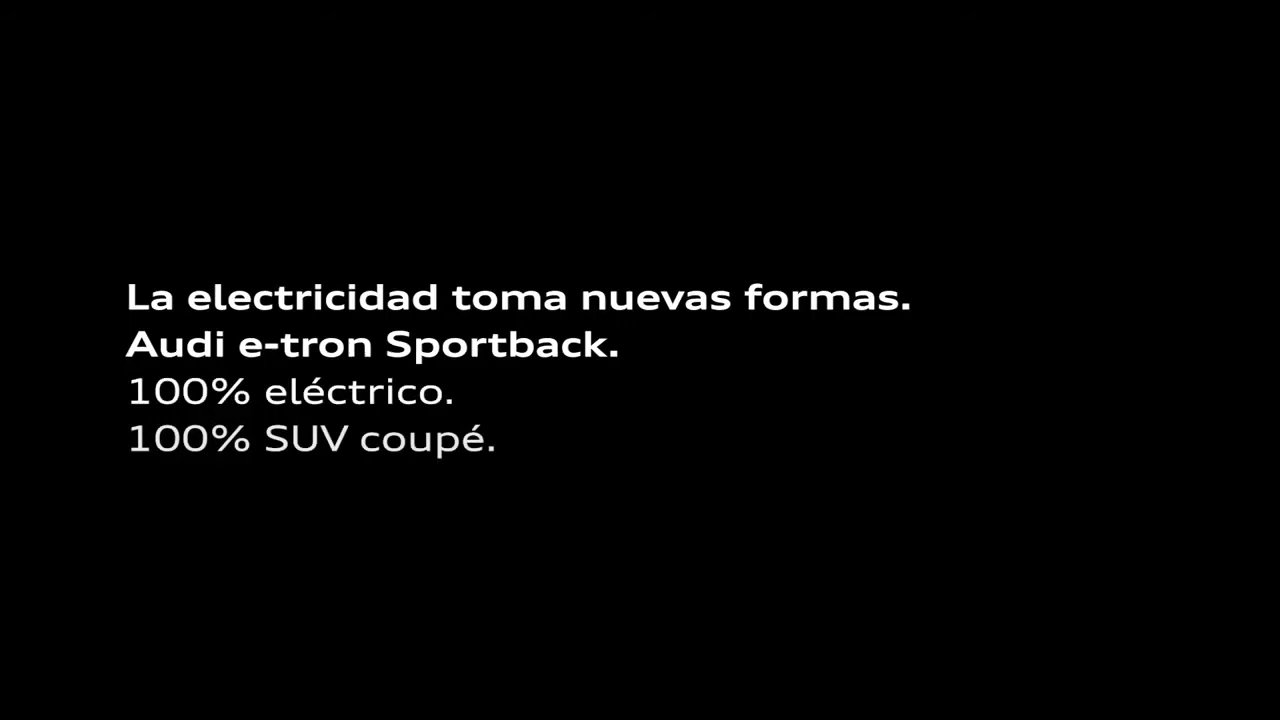 La electricidad toma nuevas formas.
Audi e-tron Sportback.
100% eléctrico.
100% SUV coupé.